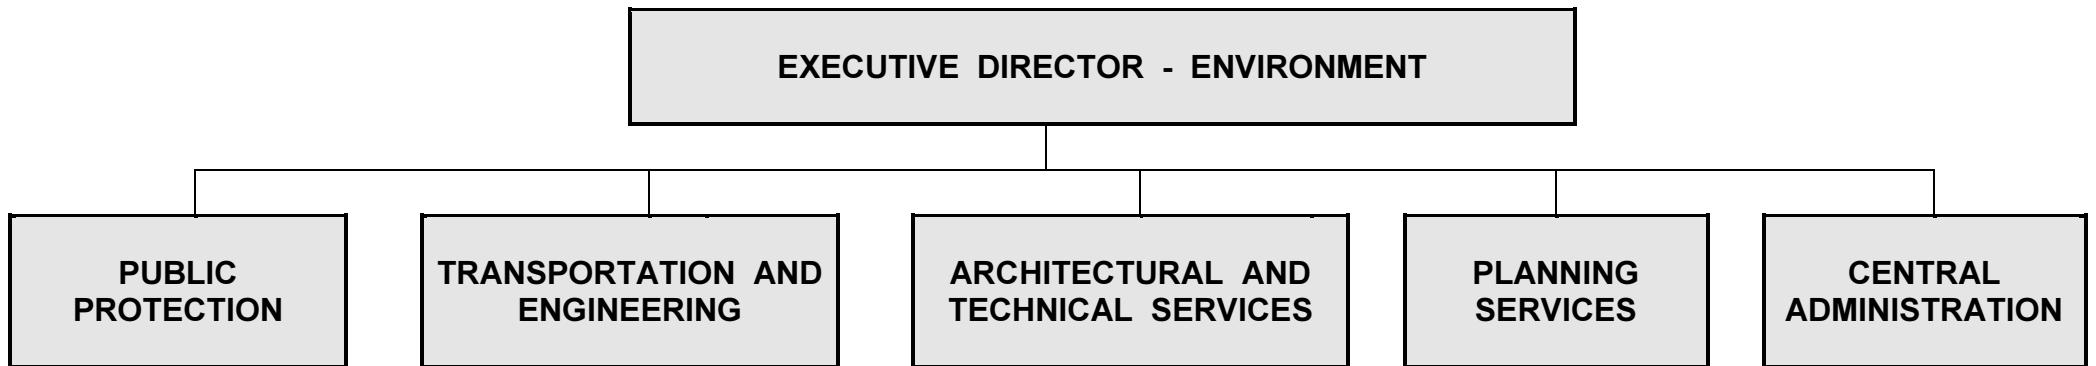 EXECUTIVE DIRECTOR - ENVIRONMENT
PUBLIC
PROTECTION
TRANSPORTATION AND
ENGINEERING
ARCHITECTURAL AND
TECHNICAL SERVICES
PLANNING
SERVICES
CENTRAL
ADMINISTRATION